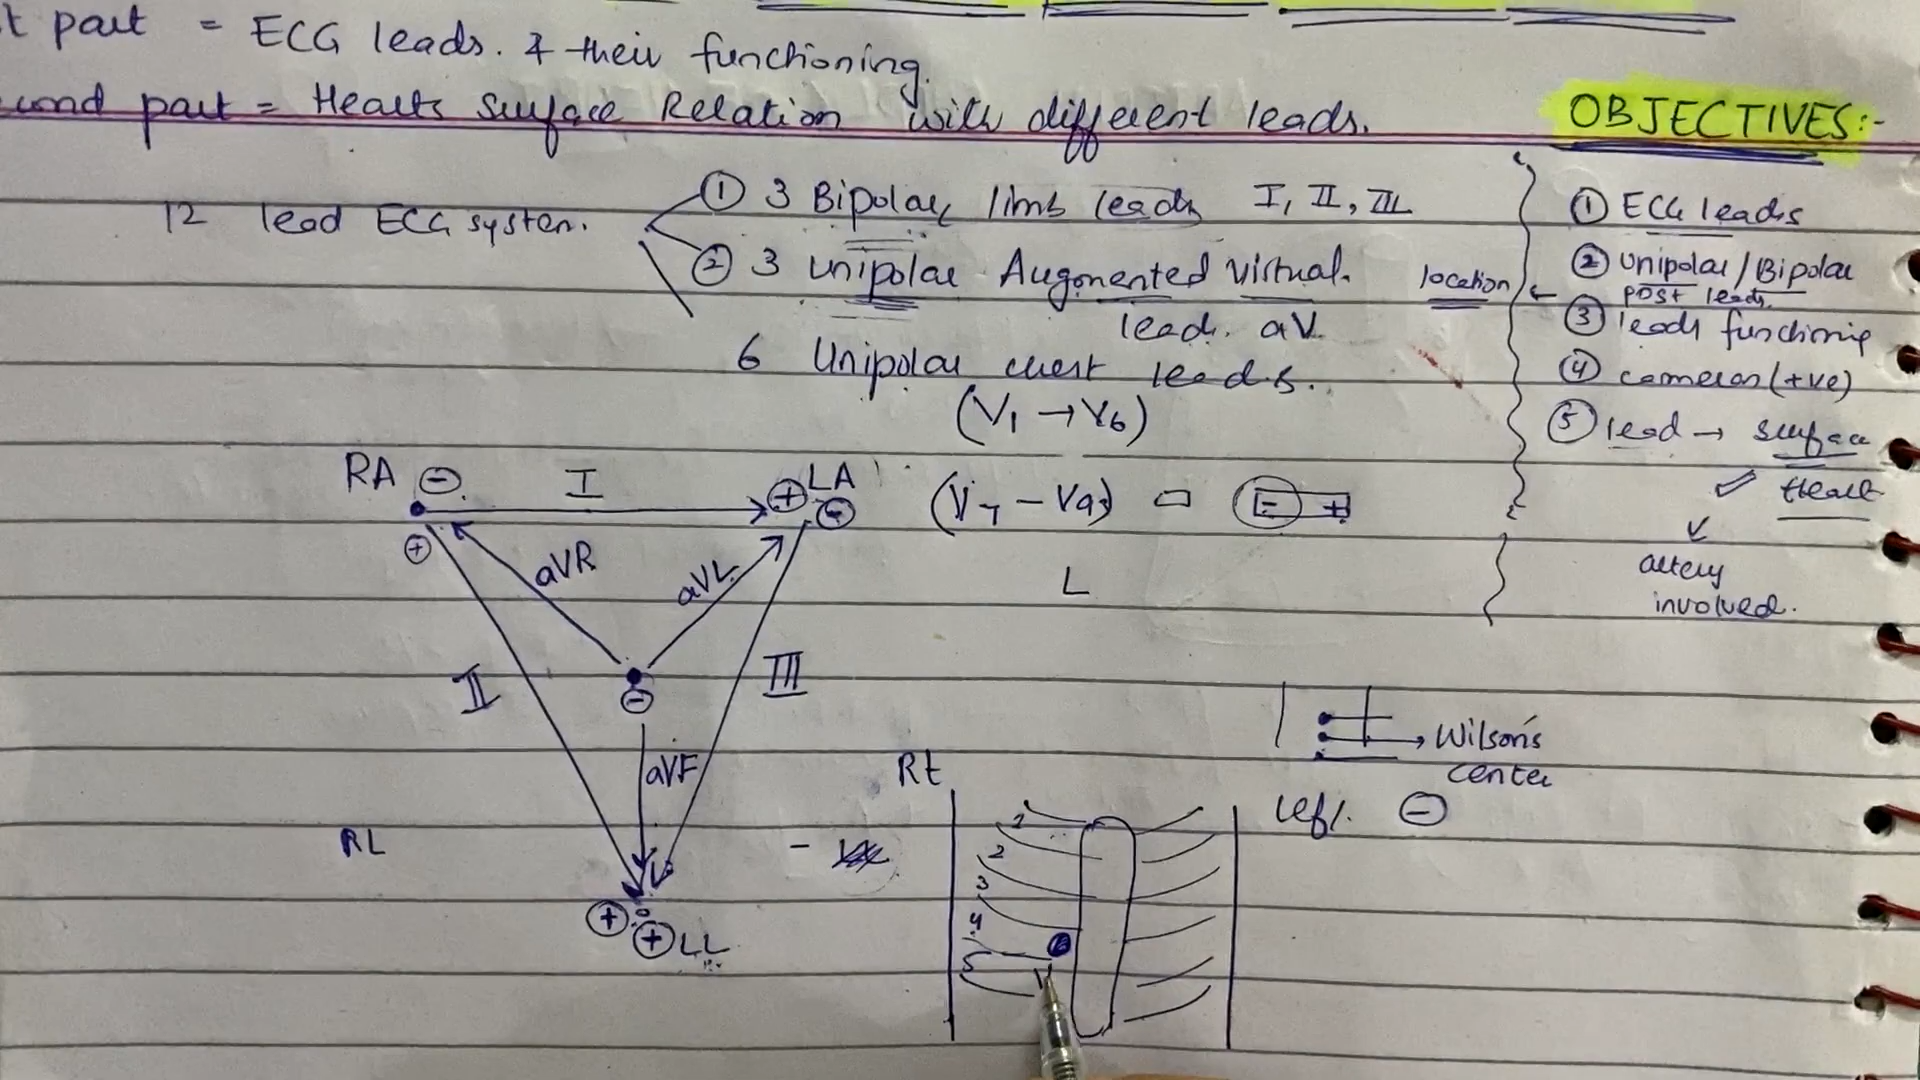 t part = ECG leads. & their functioning.
cond part = Hearts surface Relation with different leads.
OBJECTIVES:-
12 lead ECG system.
① 3 Bipolar limb leads I, II, III
② 3 unipolar Augmented virtual.
lead. aV
6 Unipolar chest leads.
(V1 → V6)
location
① ECG leads
② Unipolar/Bipolar
post leads.
③ leads functioning
④ cameras (+ve)
⑤ lead → surface
Heart
artery
involved.
RA ⊖ I ⊕ LA
⊕
aVR aVL
II III
⊖
aVF
RL
⊕ ⊕ LL
L
Wilson's
center
Rt left. ⊖
1
2
3
4
5
V